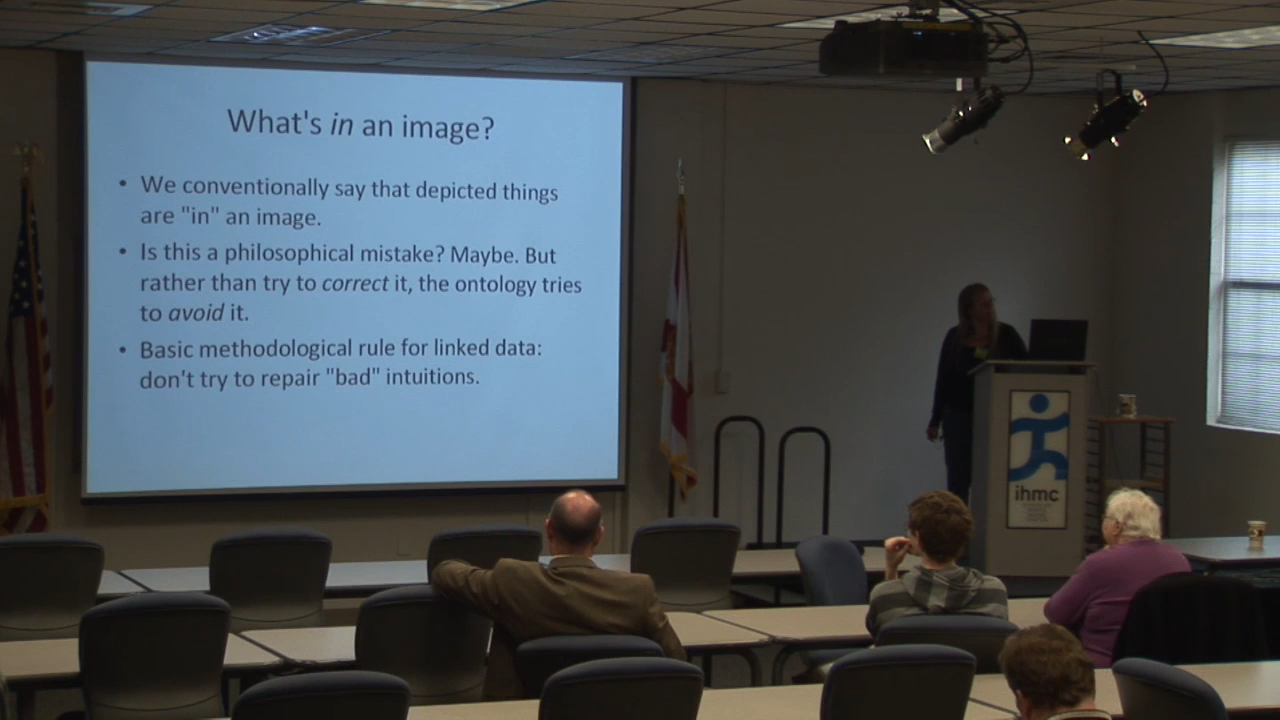 What's in an image?
• We conventionally say that depicted things
are "in" an image.
• Is this a philosophical mistake? Maybe. But
rather than try to correct it, the ontology tries
to avoid it.
• Basic methodological rule for linked data:
don't try to repair "bad" intuitions.
ihmc